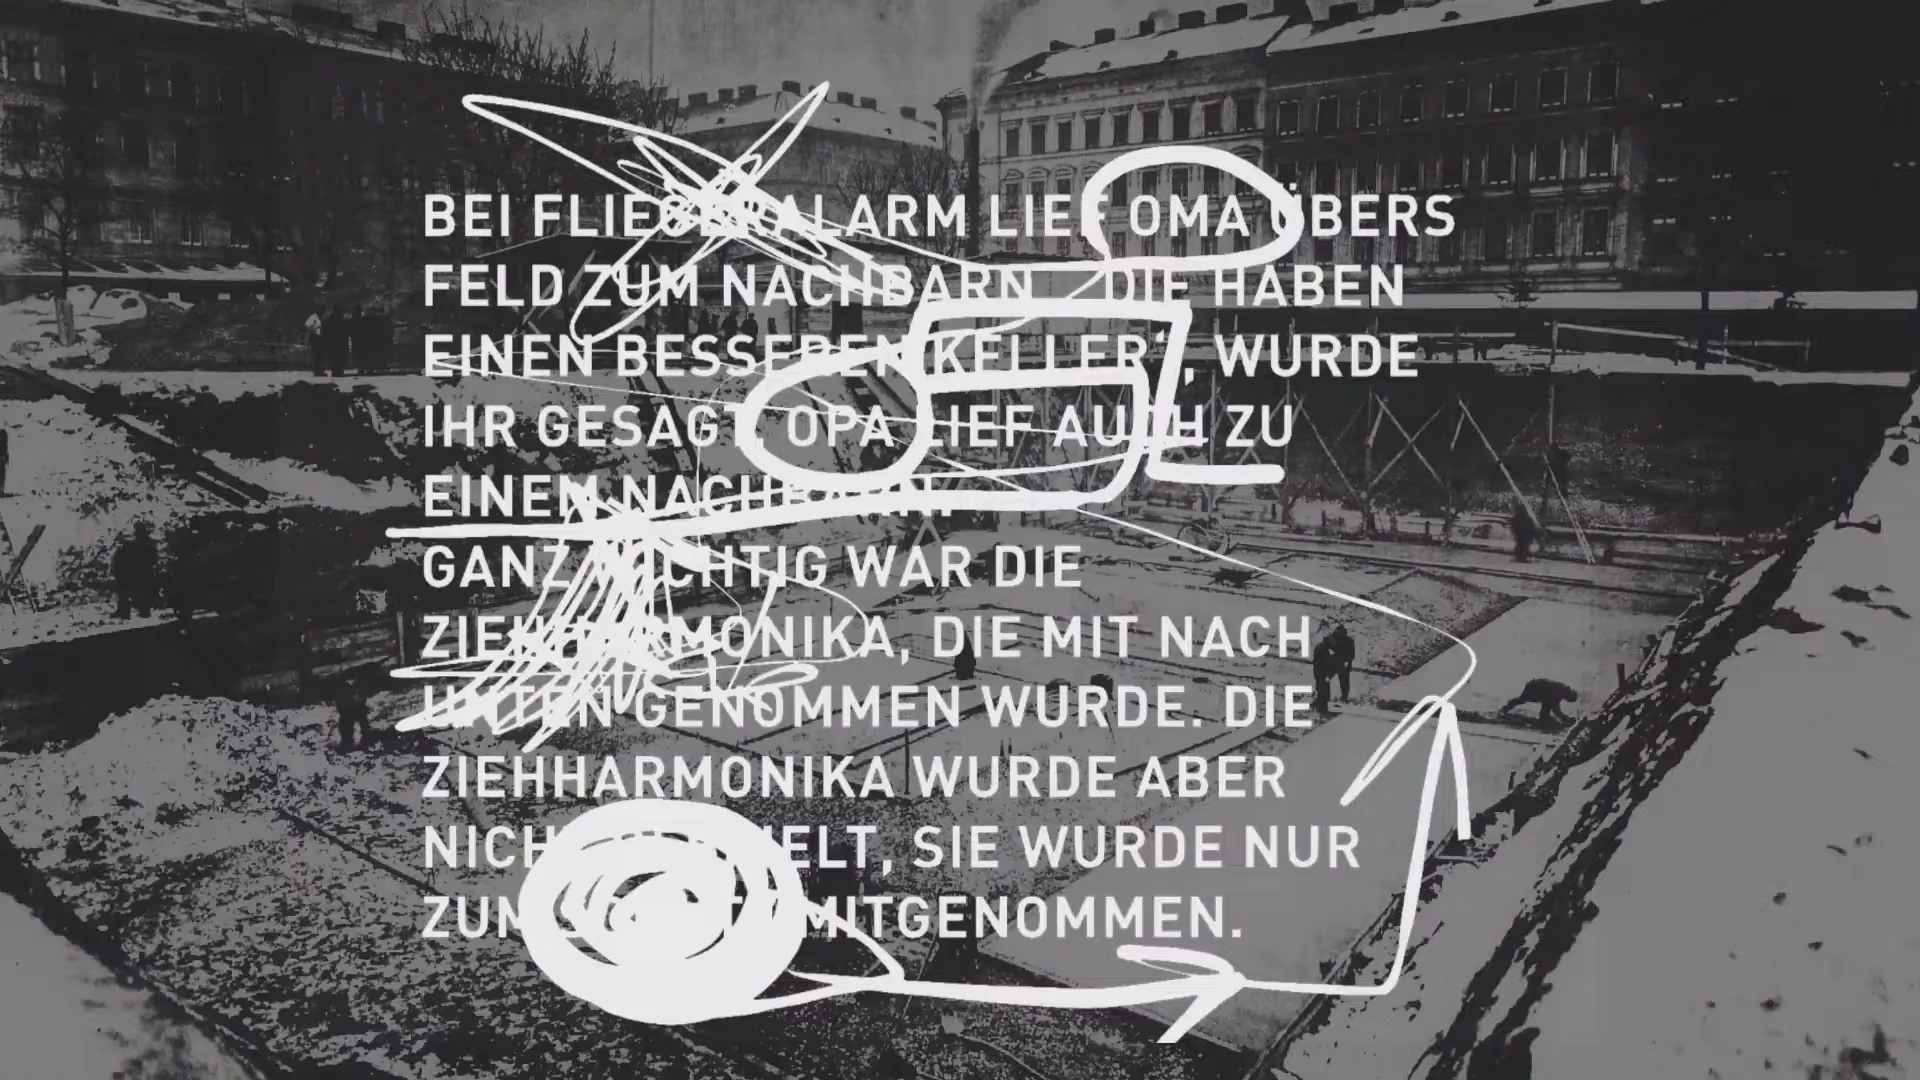 BEI FLIEGERALARM LIEF OMA ÜBERS
FELD ZUM NACHBARN. „DIE HABEN
EINEN BESSEREN KELLER“, WURDE
IHR GESAGT. OPA LIEF AUCH ZU
EINEM NACHBARN.
GANZ WICHTIG WAR DIE
ZIEHHARMONIKA, DIE MIT NACH
UNTEN GENOMMEN WURDE. DIE
ZIEHHARMONIKA WURDE ABER
NICHT GESPIELT, SIE WURDE NUR
ZUM MITGENOMMEN.